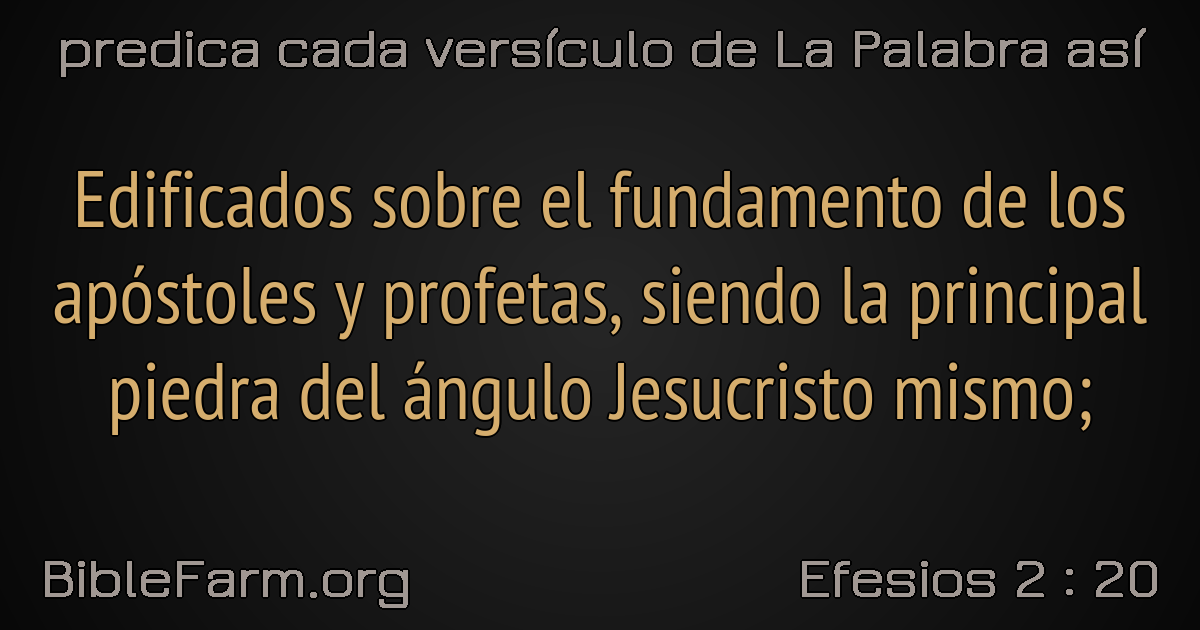 predica cada versículo de La Palabra así
Edificados sobre el fundamento de los
apóstoles y profetas, siendo la principal
piedra del ángulo Jesucristo mismo;
BibleFarm.org
Efesios 2 : 20